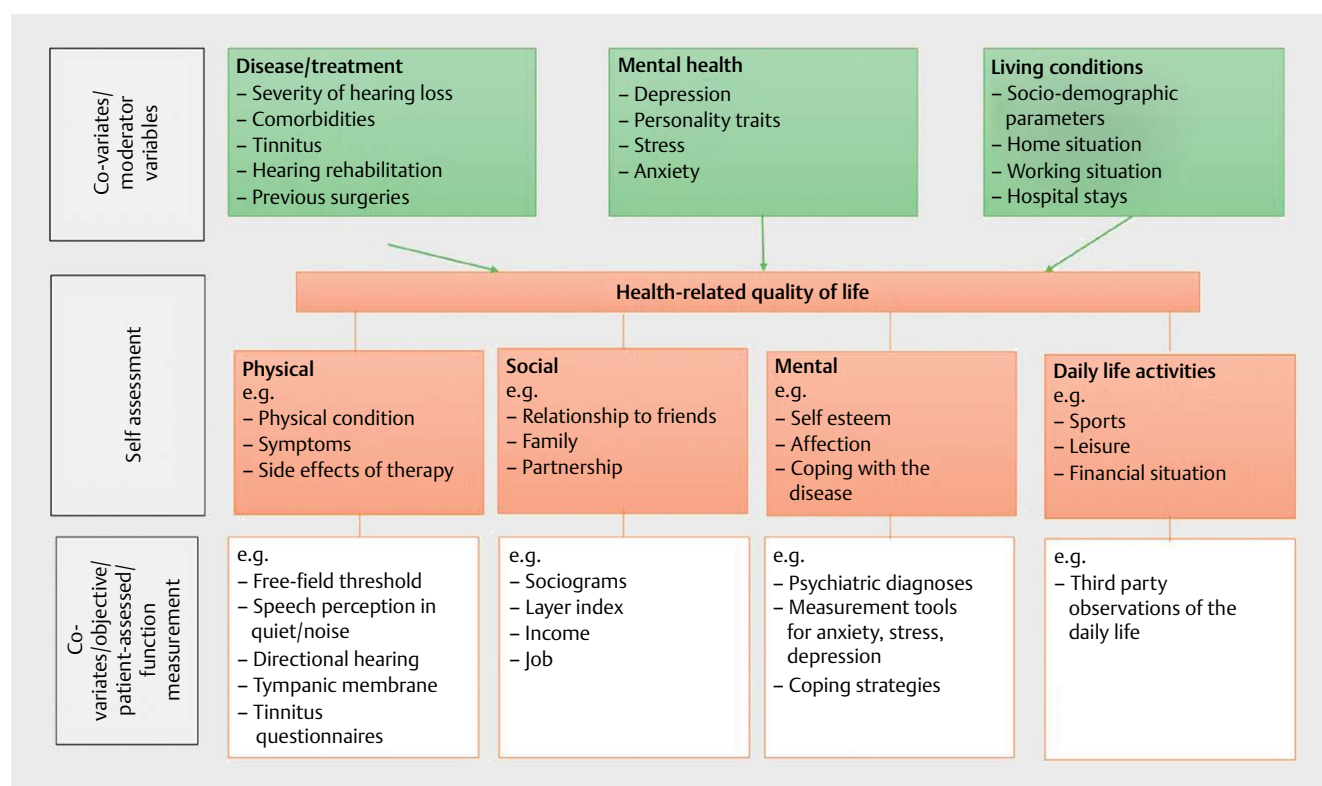 Co-variates/
moderator
variables
Disease/treatment
– Severity of hearing loss
– Comorbidities
– Tinnitus
– Hearing rehabilitation
– Previous surgeries
Mental health
– Depression
– Personality traits
– Stress
– Anxiety
Living conditions
– Socio-demographic
parameters
– Home situation
– Working situation
– Hospital stays
Self assessment
Health-related quality of life
Physical
e.g.
– Physical condition
– Symptoms
– Side effects of therapy
Social
e.g.
– Relationship to friends
– Family
– Partnership
Mental
e.g.
– Self esteem
– Affection
– Coping with the
disease
Daily life activities
e.g.
– Sports
– Leisure
– Financial situation
Co-
variates/objective/
patient-assessed/
function
measurement
e.g.
– Free-field threshold
– Speech perception in
quiet/noise
– Directional hearing
– Tympanic membrane
– Tinnitus
questionnaires
e.g.
– Sociograms
– Layer index
– Income
– Job
e.g.
– Psychiatric diagnoses
– Measurement tools
for anxiety, stress,
depression
– Coping strategies
e.g.
– Third party
observations of the
daily life